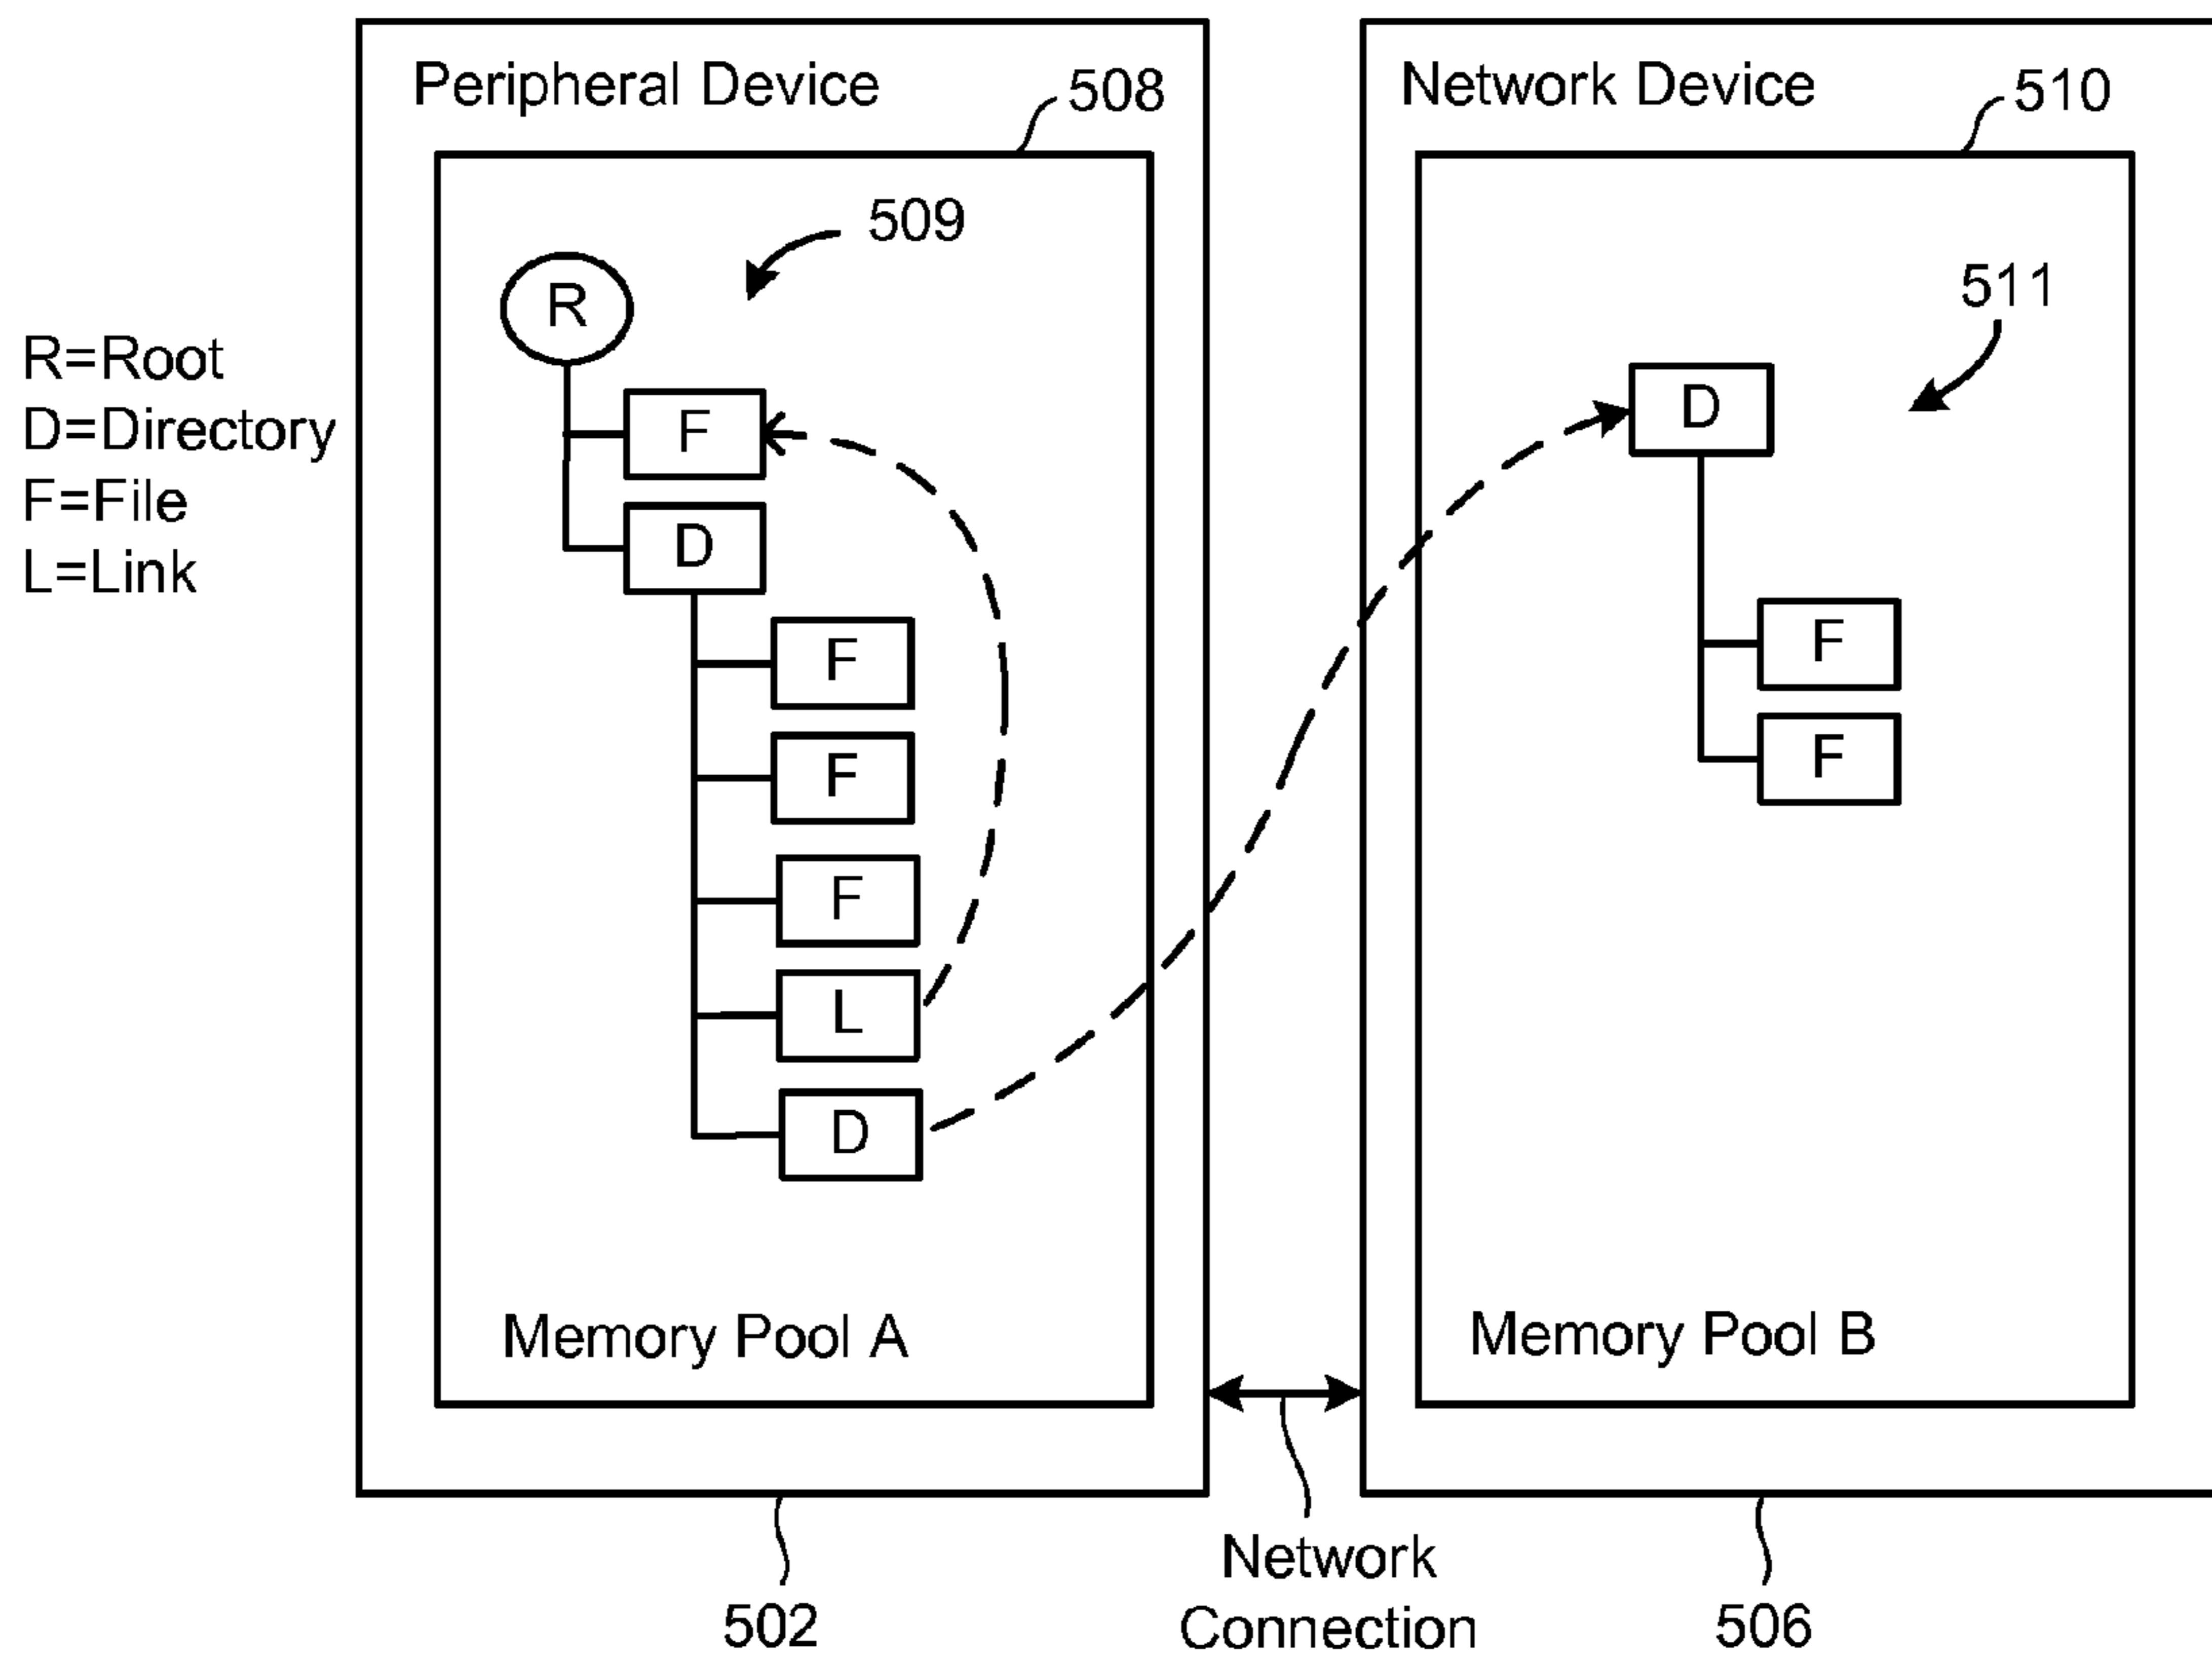 Peripheral Device
508
Network Device
510
509
511
R
R=Root
D=Directory
F=File
L=Link
F
D
F
F
F
L
D
D
F
F
Memory Pool A
Memory Pool B
Network
Connection
502
506